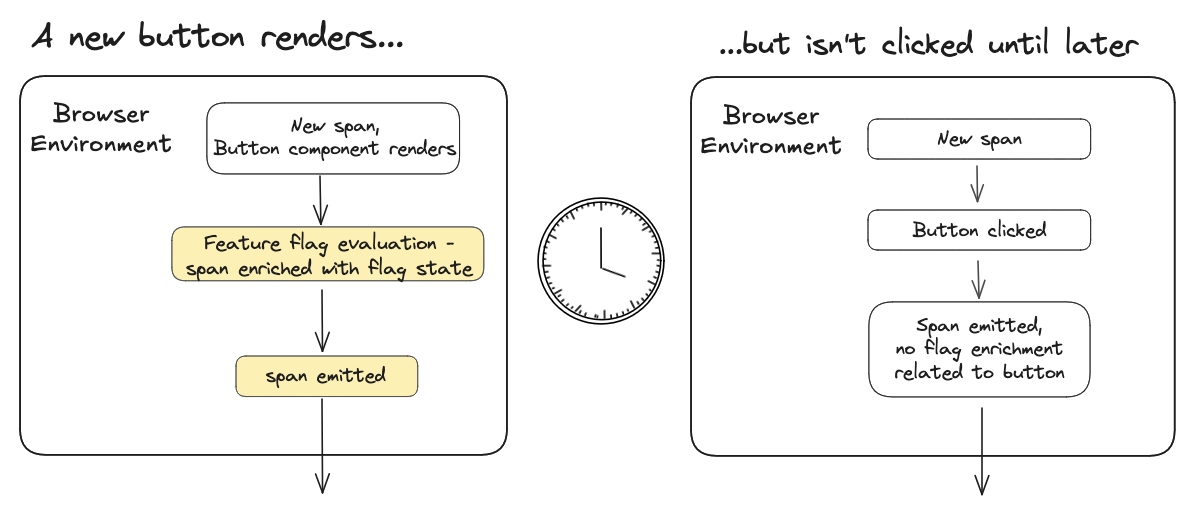 A new button renders...
Browser
Environment
New span,
Button component renders
Feature flag evaluation -
span enriched with flag state
span emitted
...but isn't clicked until later
Browser
Environment
New span
Button clicked
Span emitted,
no flag enrichment
related to button